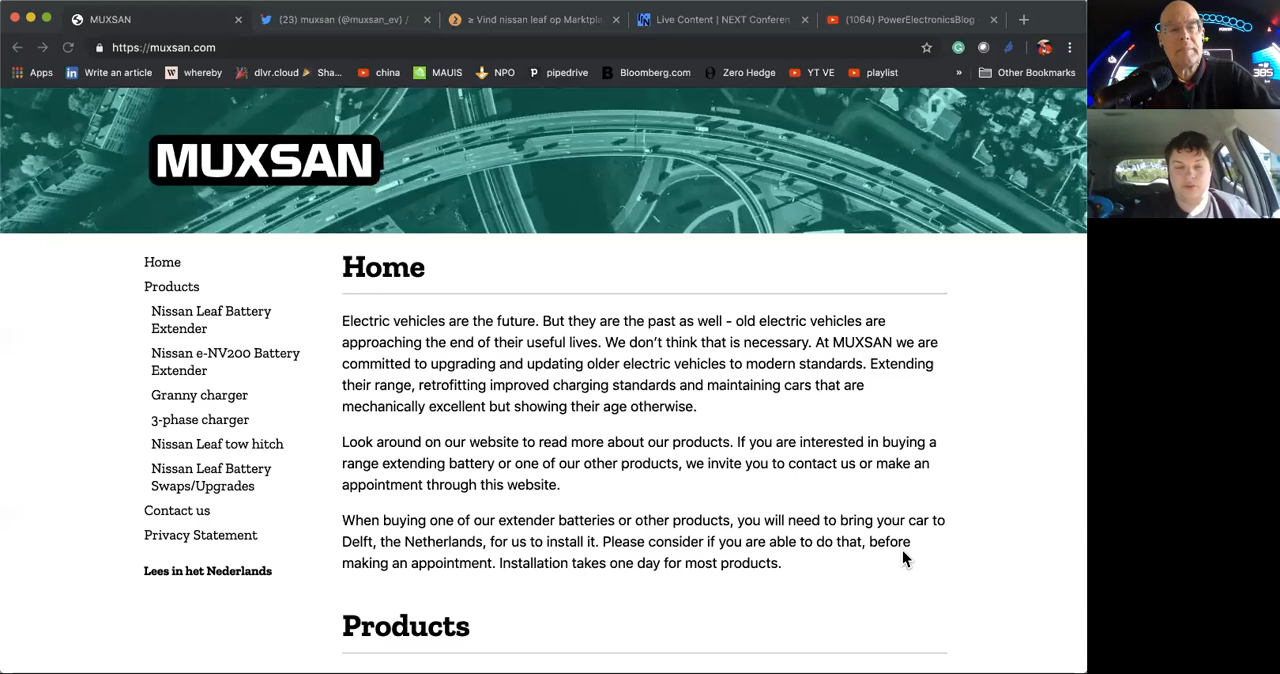 MUXSAN
(23) muxsan (@muxsan_ev) /
≥ Vind nissan leaf op Marktpla
Live Content | NEXT Conferen
(1064) PowerElectronicsBlog
https://muxsan.com
Apps
Write an article
whereby
dlvr.cloud
Sha...
china
MAUIS
NPO
pipedrive
Bloomberg.com
Zero Hedge
YT VE
playlist
»
Other Bookmarks
POWER
385
MUXSAN
Home
Products
Nissan Leaf Battery
Extender
Nissan e-NV200 Battery
Extender
Granny charger
3-phase charger
Nissan Leaf tow hitch
Nissan Leaf Battery
Swaps/Upgrades
Contact us
Privacy Statement
Lees in het Nederlands
Home
Electric vehicles are the future. But they are the past as well - old electric vehicles are
approaching the end of their useful lives. We don't think that is necessary. At MUXSAN we are
committed to upgrading and updating older electric vehicles to modern standards. Extending
their range, retrofitting improved charging standards and maintaining cars that are
mechanically excellent but showing their age otherwise.
Look around on our website to read more about our products. If you are interested in buying a
range extending battery or one of our other products, we invite you to contact us or make an
appointment through this website.
When buying one of our extender batteries or other products, you will need to bring your car to
Delft, the Netherlands, for us to install it. Please consider if you are able to do that, before
making an appointment. Installation takes one day for most products.
Products